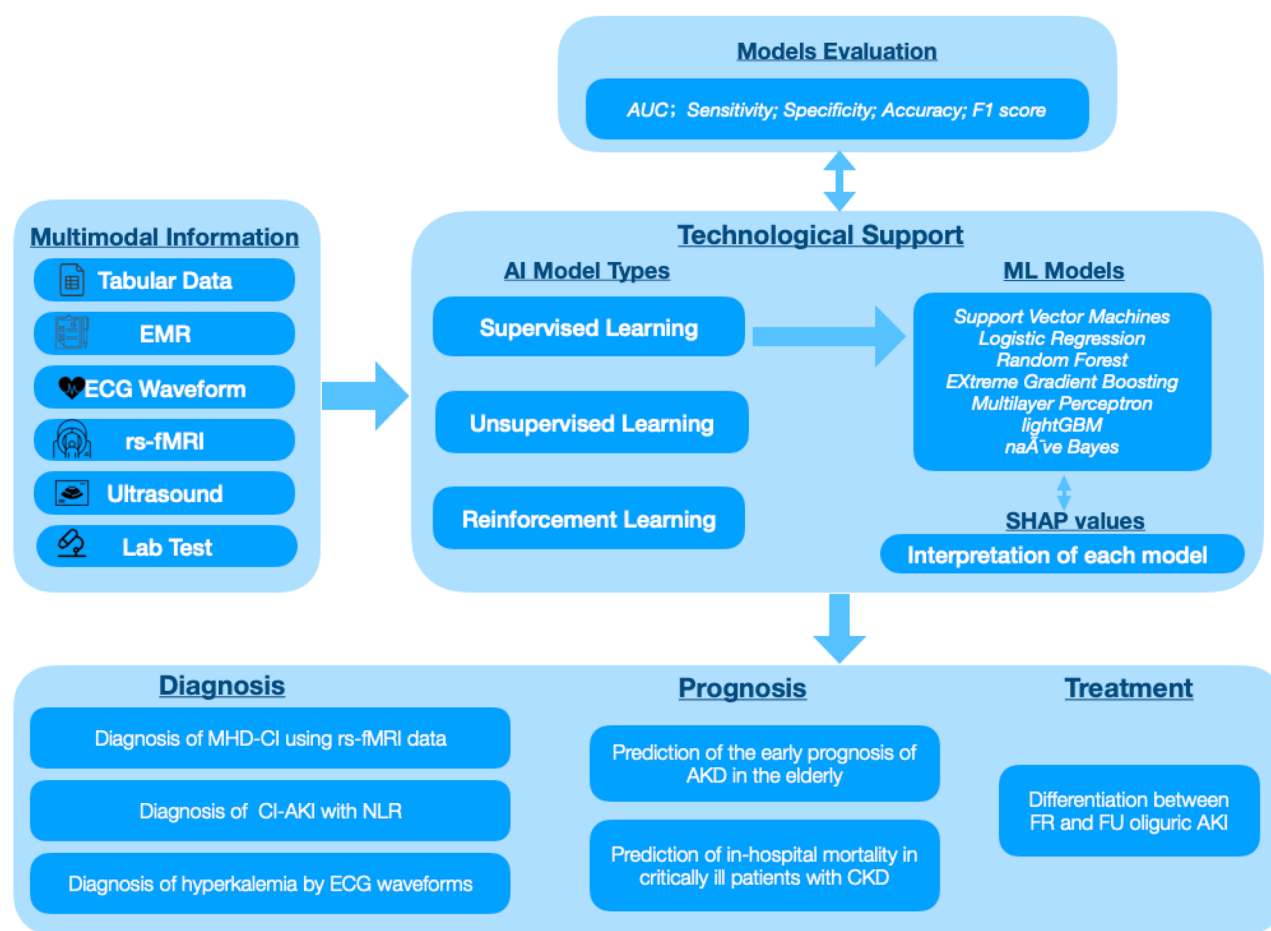 Models Evaluation
AUC; Sensitivity; Specificity; Accuracy; F1 score
Multimodal Information
Tabular Data
EMR
ECG Waveform
rs-fMRI
Ultrasound
Lab Test
Technological Support
AI Model Types
Supervised Learning
Unsupervised Learning
Reinforcement Learning
ML Models
Support Vector Machines
Logistic Regression
Random Forest
EXtreme Gradient Boosting
Multilayer Perceptron
lightGBM
naÃ¯ve Bayes
SHAP values
Interpretation of each model
Diagnosis
Diagnosis of MHD-CI using rs-fMRI data
Diagnosis of CI-AKI with NLR
Diagnosis of hyperkalemia by ECG waveforms
Prognosis
Prediction of the early prognosis of
AKD in the elderly
Prediction of in-hospital mortality in
critically ill patients with CKD
Treatment
Differentiation between
FR and FU oliguric AKI